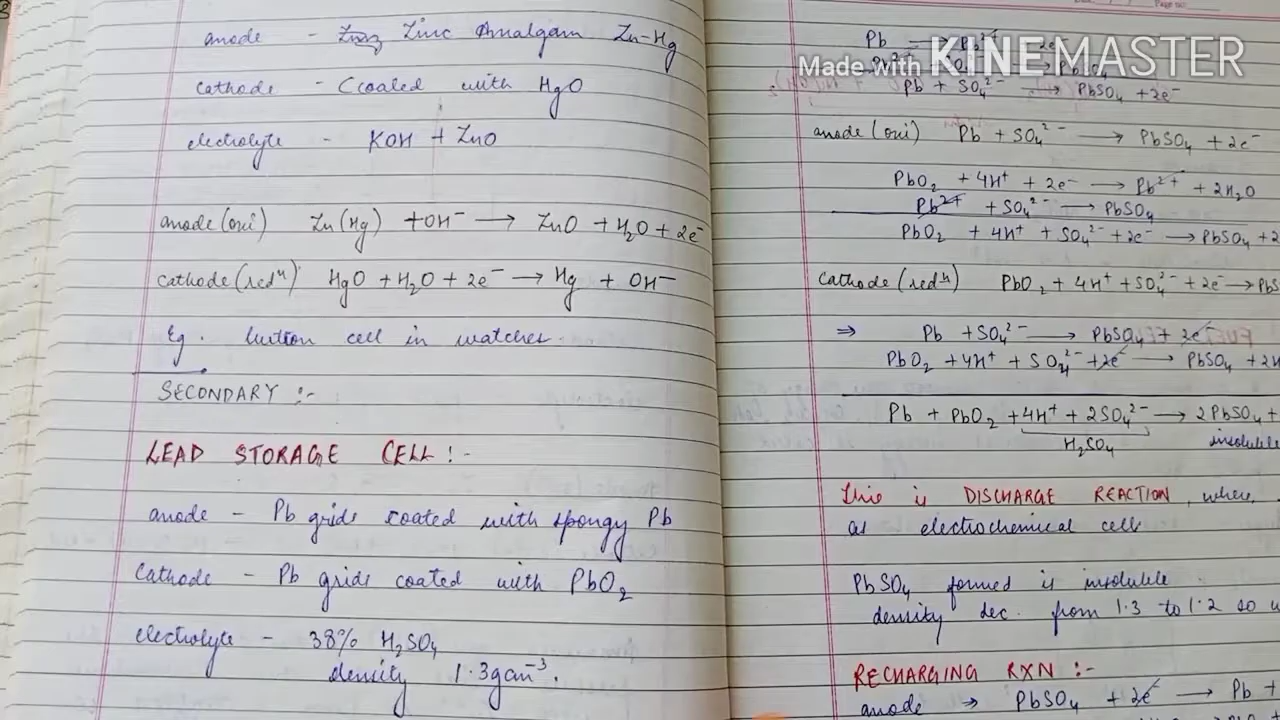 anode - Zinc Amalgam Zn-Hg
cathode - C coated with HgO
electrolyte - KOH + ZnO
anode (oxi) Zn(Hg) + OH⁻ → ZnO + H₂O + 2e⁻
cathode (redⁿ) HgO + H₂O + 2e⁻ → Hg + OH⁻
Eg. button cell in watches.
SECONDARY :-
LEAD STORAGE CELL :-
anode - Pb grids coated with spongy Pb
Cathode - Pb grids coated with PbO₂
electrolyte - 38% H₂SO₄
density 1.3gcm⁻³.
Made with KINEMASTER
Pb
Pb + SO₄²⁻ → PbSO₄ + 2e⁻
anode (oxi) Pb + SO₄²⁻ → PbSO₄ + 2e⁻
PbO₂ + 4H⁺ + 2e⁻ → Pb²⁺ + 2H₂O
Pb²⁺ + SO₄²⁻ → PbSO₄
PbO₂ + 4H⁺ + SO₄²⁻ + 2e⁻ → PbSO₄ + 2
Cathode (redⁿ) PbO₂ + 4H⁺ + SO₄²⁻ + 2e⁻ → PbS
⇒ Pb + SO₄²⁻ → PbSO₄ + 2e⁻
PbO₂ + 4H⁺ + SO₄²⁻ + 2e⁻ → PbSO₄ + 2H
Pb + PbO₂ + 4H⁺ + 2SO₄²⁻ → 2PbSO₄ +
H₂SO₄ insoluble
This is DISCHARGE REACTION, where
as electrochemical cell
PbSO₄ formed is insoluble
density dec. from 1.3 to 1.2 so
RECHARGING RXN :-
anode → PbSO₄ + 2e⁻ → Pb +